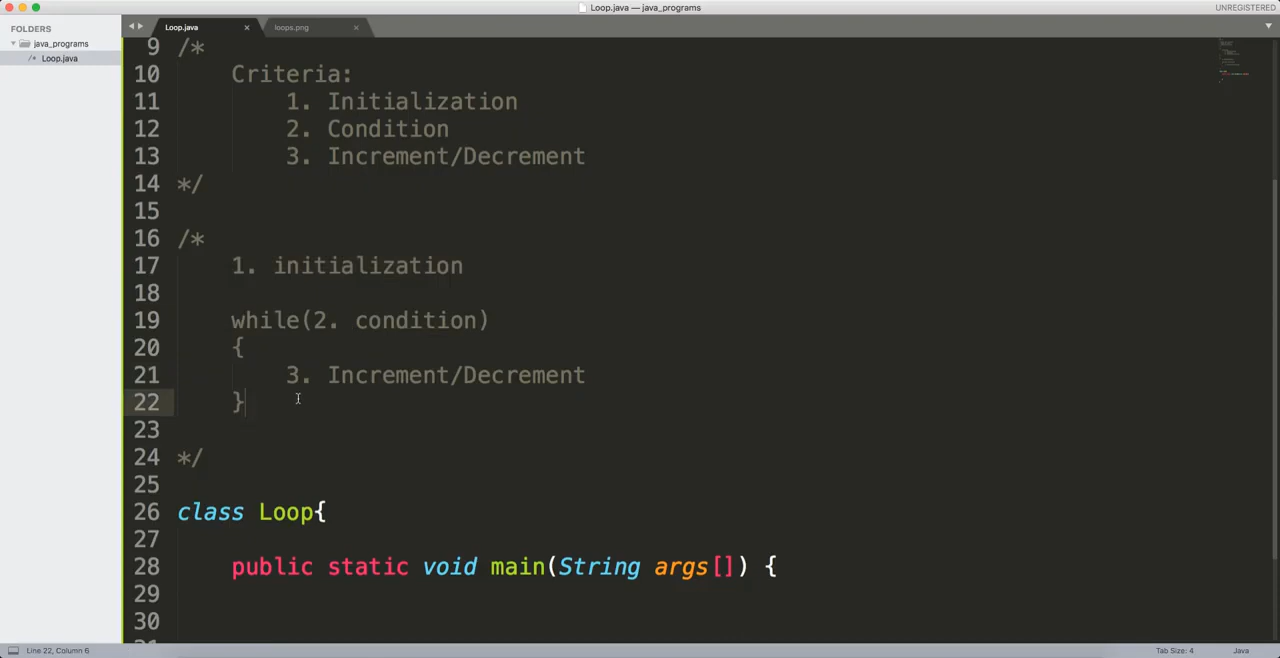 Loop.java — java_programs
UNREGISTERED
FOLDERS
java_programs
/* Loop.java
Loop.java ×
loops.png ×
9 /*
10 Criteria:
11 1. Initialization
12 2. Condition
13 3. Increment/Decrement
14 */
15
16 /*
17 1. initialization
18
19 while(2. condition)
20 {
21 3. Increment/Decrement
22 }
23
24 */
25
26 class Loop{
27
28 public static void main(String args[]) {
29
30
Line 22, Column 6
Tab Size: 4
Java